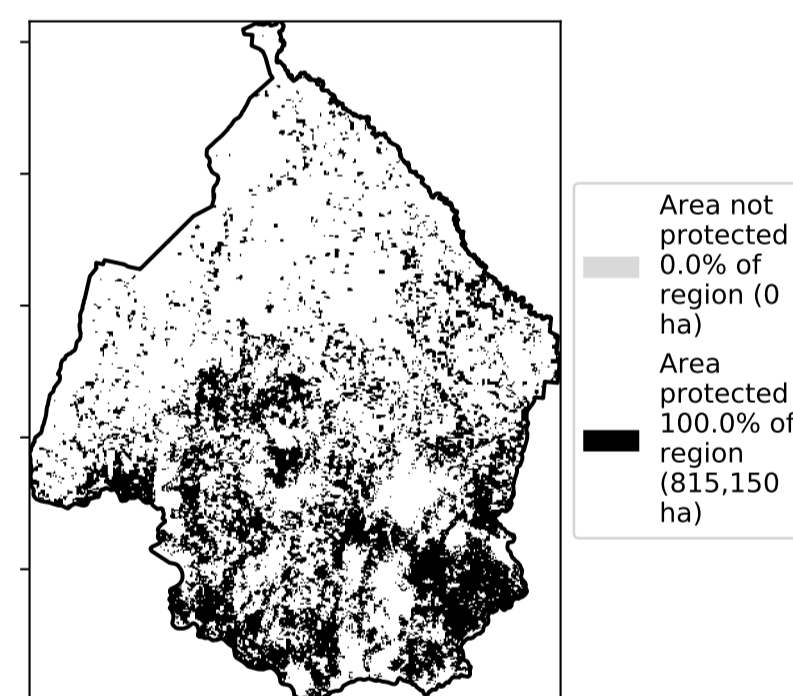 Area not
protected
0.0% of
region (0
ha)
Area
protected
100.0% of
region
(815,150
ha)